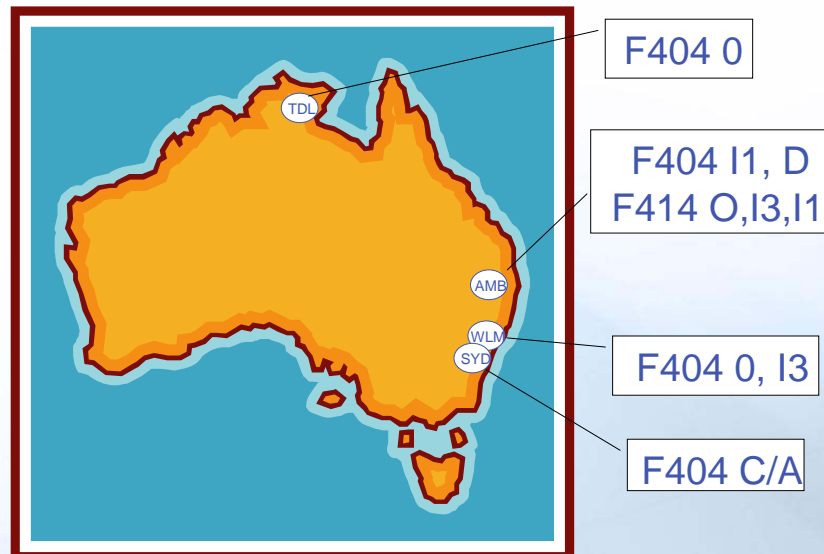 F404 0
TDL
F404 I1, D
F414 O,I3,I1
AMB
WLM
F404 0, I3
SYD
F404 C/A